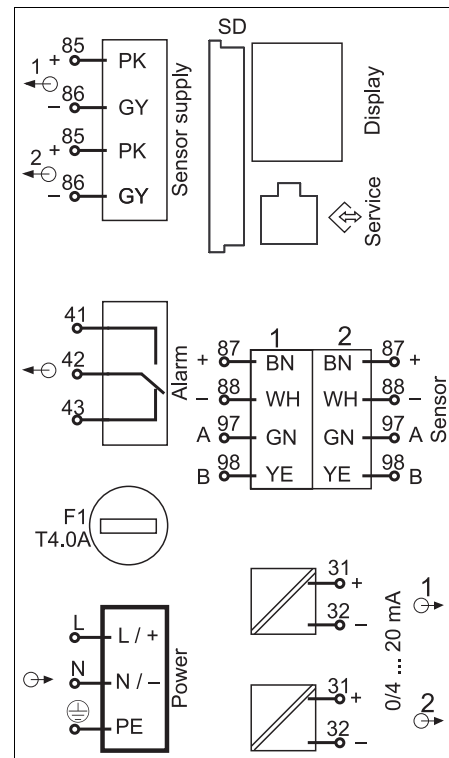 SD
1
+ 85 PK
− 86 GY
2
+ 85 PK
− 86 GY
Sensor supply
Display
Service
41
42
43
Alarm
1 2
+ 87 BN BN 87 +
− 88 WH WH 88 −
A 97 GN GN 97 A
B 98 YE YE 98 B
Sensor
F1
T4.0A
L L / +
N N / −
PE
Power
31 +
32 −
1
31 +
32 −
2
0/4 ... 20 mA